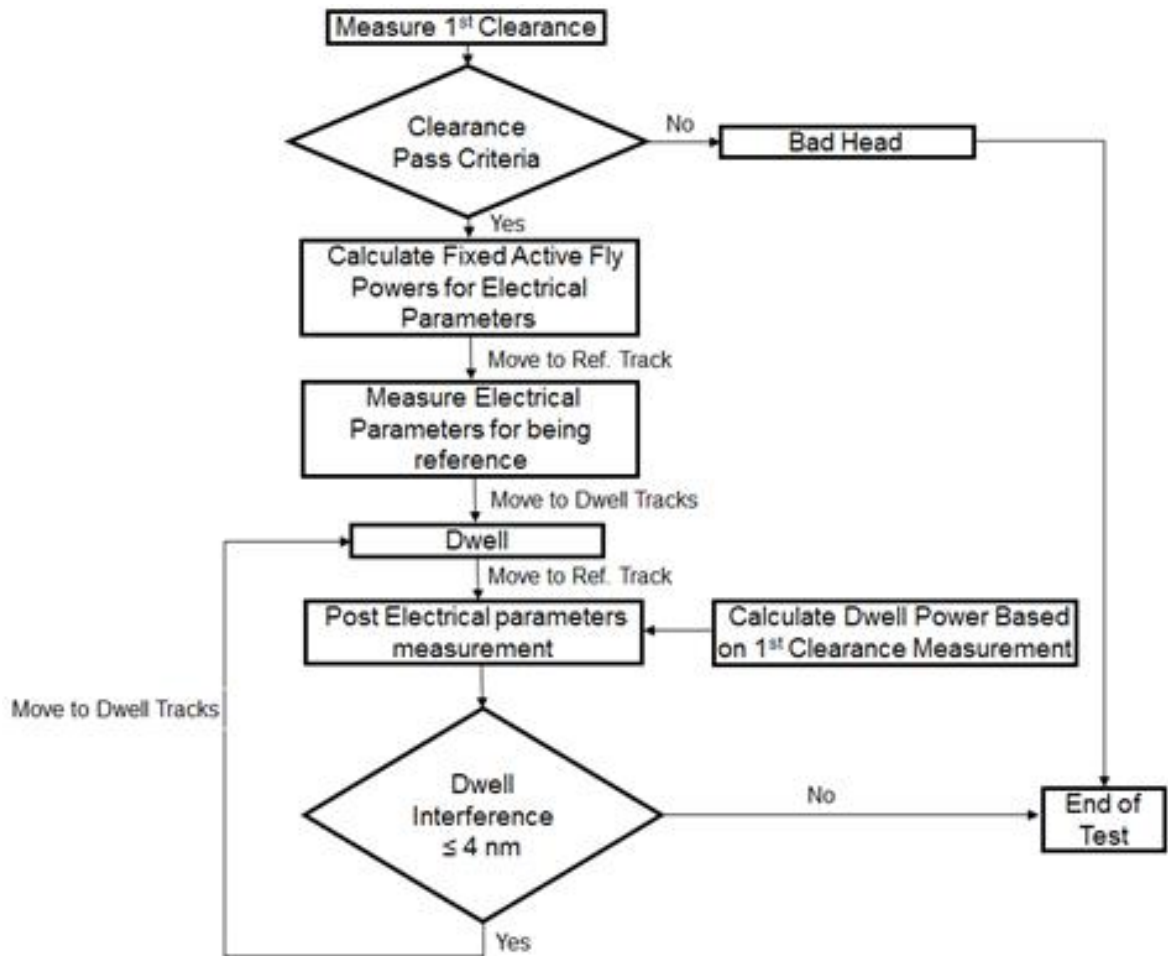 Measure 1st Clearance
Clearance
Pass Criteria
No
Bad Head
Yes
Calculate Fixed Active Fly
Powers for Electrical
Parameters
Move to Ref. Track
Measure Electrical
Parameters for being
reference
Move to Dwell Tracks
Dwell
Move to Ref. Track
Post Electrical parameters
measurement
Calculate Dwell Power Based
on 1st Clearance Measurement
Move to Dwell Tracks
Dwell
Interference
≤ 4 nm
No
End of
Test
Yes